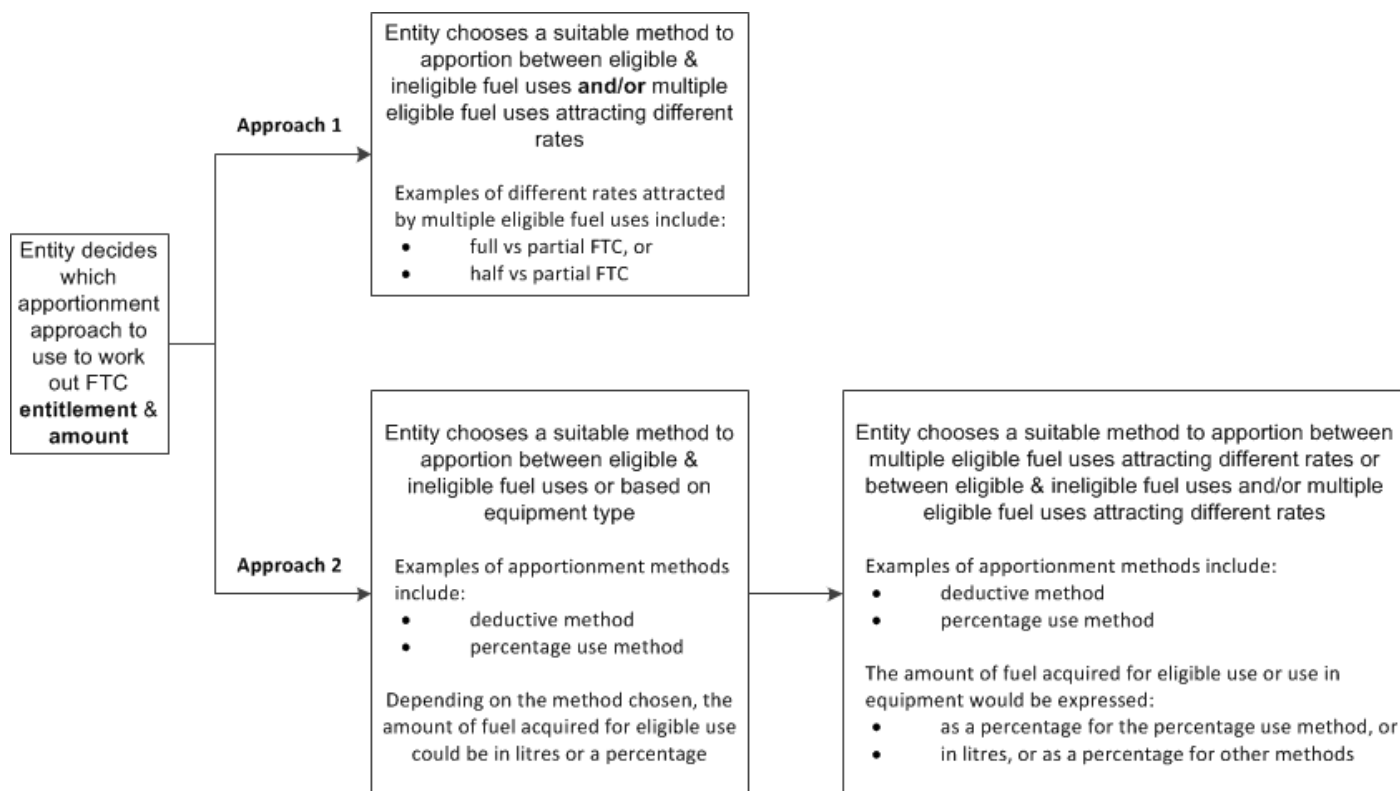 Entity decides
which
apportionment
approach to
use to work
out FTC
entitlement &
amount
Approach 1
Entity chooses a suitable method to
apportion between eligible &
ineligible fuel uses and/or multiple
eligible fuel uses attracting different
rates
Examples of different rates attracted
by multiple eligible fuel uses include:
• full vs partial FTC, or
• half vs partial FTC
Approach 2
Entity chooses a suitable method to
apportion between eligible &
ineligible fuel uses or based on
equipment type
Examples of apportionment methods
include:
• deductive method
• percentage use method
Depending on the method chosen, the
amount of fuel acquired for eligible use
could be in litres or a percentage
Entity chooses a suitable method to apportion between
multiple eligible fuel uses attracting different rates or
between eligible & ineligible fuel uses and/or multiple
eligible fuel uses attracting different rates
Examples of apportionment methods include:
• deductive method
• percentage use method
The amount of fuel acquired for eligible use or use in
equipment would be expressed:
• as a percentage for the percentage use method, or
• in litres, or as a percentage for other methods